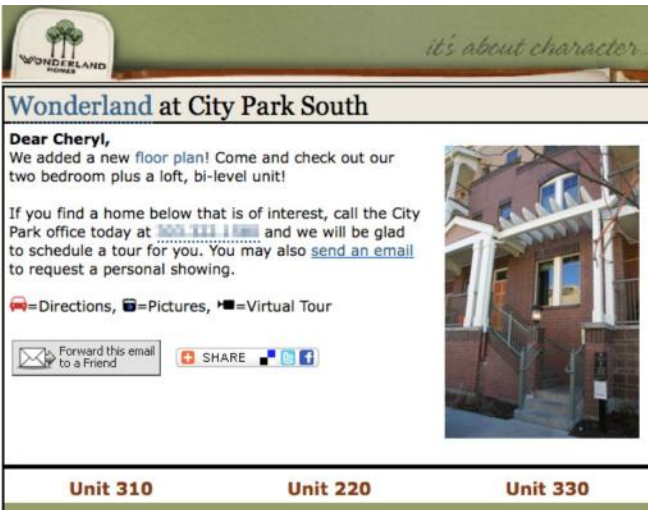 WONDERLAND
HOMES
it's about character
Wonderland at City Park South
Dear Cheryl,
We added a new floor plan! Come and check out our
two bedroom plus a loft, bi-level unit!
If you find a home below that is of interest, call the City
Park office today at and we will be glad
to schedule a tour for you. You may also send an email
to request a personal showing.
=Directions, =Pictures, =Virtual Tour
Forward this email
to a Friend
SHARE
Unit 310 Unit 220 Unit 330